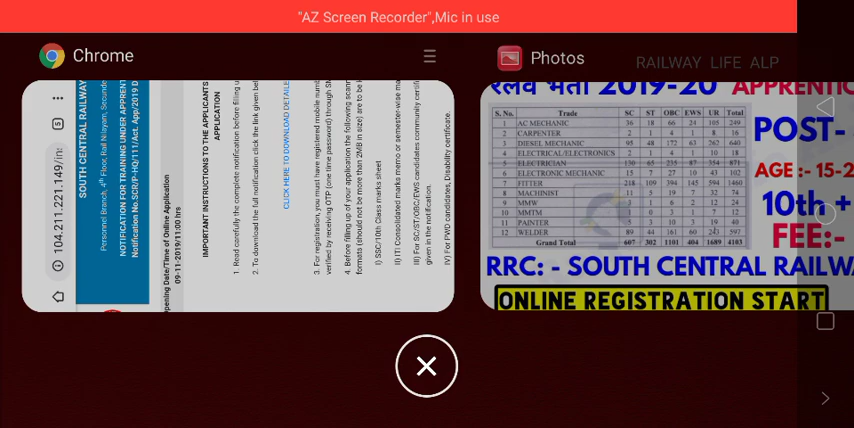 "AZ Screen Recorder",Mic in use
Chrome
Photos
RAILWAY LIFE ALP
5
104.211.221.149/in
SOUTH CENTRAL RAILWAY
Personnel Branch, 4th Floor, Rail Nilayam, Secunde
NOTIFICATION FOR TRAINING UNDER APPRENT
Notification No.SCR/P-HQ/111/Act. App/2019 D
Opening Date/Time of Online Application
09-11-2019/11:00 hrs
IMPORTANT INSTRUCTIONS TO THE APPLICANTS
APPLICATION
1. Read carefully the complete notification before filling u
2. To download the full notification click the link given bel
CLICK HERE TO DOWNLOAD DETAILE
3. For registration, you must have registered mobile num
verified by receiving OTP (one time password) through SM
4. Before filling up of your application the following scann
formats (should not be more than 2MB in size) are to be k
I) SSC/10th Class marks sheet
II) ITI Consolidated marks memo or semester-wise ma
III) For SC/ST/OBC/EWS candidates community certifi
given in the notification.
IV) For PWD candidates, Disability certificate
रेलवे भर्ती 2019-20 APPRENTIC
S. No. Trade SC ST OBC EWS UR Total
1 AC MECHANIC 36 18 66 24 105 249
2 CARPENTER 2 1 4 1 8 16
3 DIESEL MECHANIC 95 48 172 63 262 640
4 ELECTRICAL/ELECTRONICS 2 1 4 1 10 18
5 ELECTRICIAN 130 65 235 87 354 871
6 ELECTRONIC MECHANIC 15 7 27 10 43 102
7 FITTER 218 109 394 145 594 1460
8 MACHINIST 11 5 19 7 32 74
9 MMW 3 1 6 2 12 24
10 MMTM 1 0 3 1 7 12
11 PAINTER 5 3 10 3 19 40
12 WELDER 89 44 161 60 243 597
Grand Total 607 302 1101 404 1689 4103
POST-
AGE :- 15-2
10th +
FEE:-
RRC: - SOUTH CENTRAL RAILWA
ONLINE REGISTRATION START